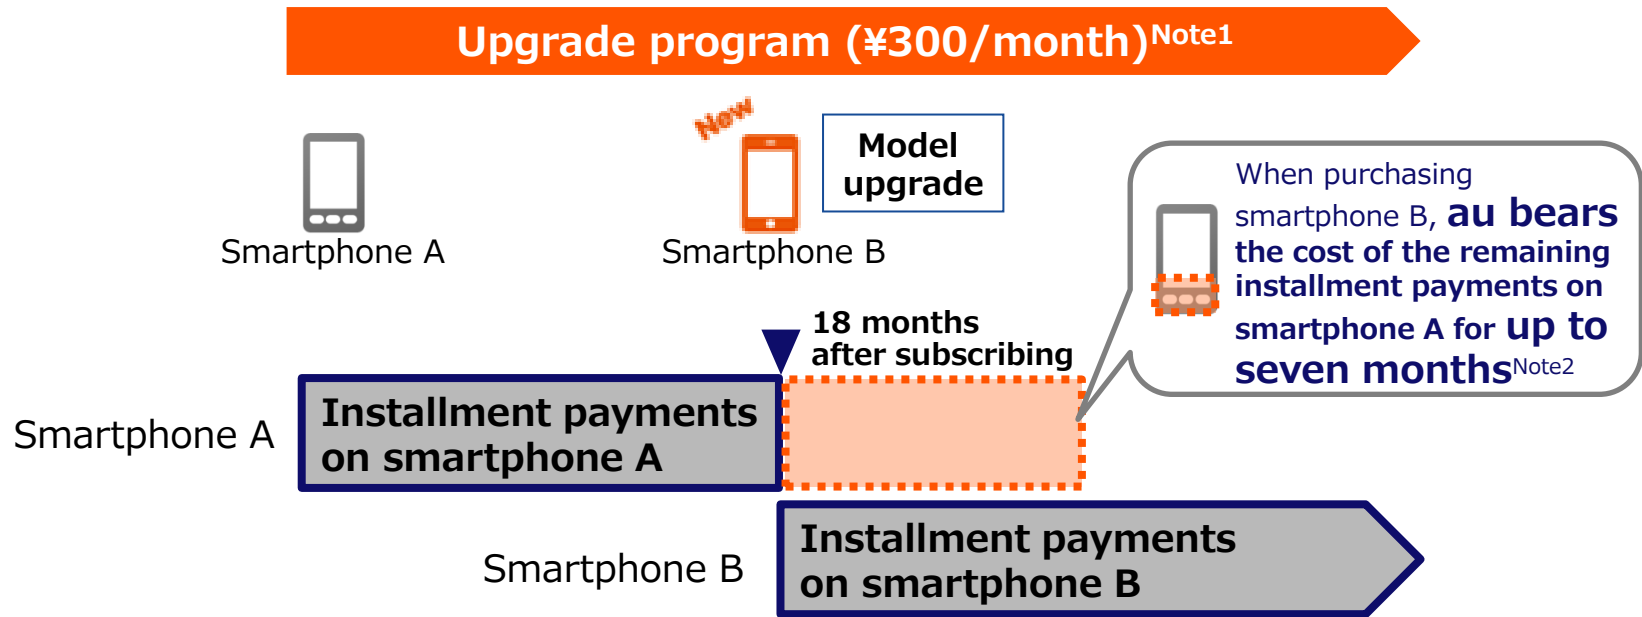 Upgrade program (¥300/month)Note1
New
Model
upgrade
Smartphone A
Smartphone B
When purchasing
smartphone B, au bears
the cost of the remaining
installment payments on
smartphone A for up to
seven monthsNote2
18 months
after subscribing
Smartphone A
Installment payments
on smartphone A
Smartphone B
Installment payments
on smartphone B